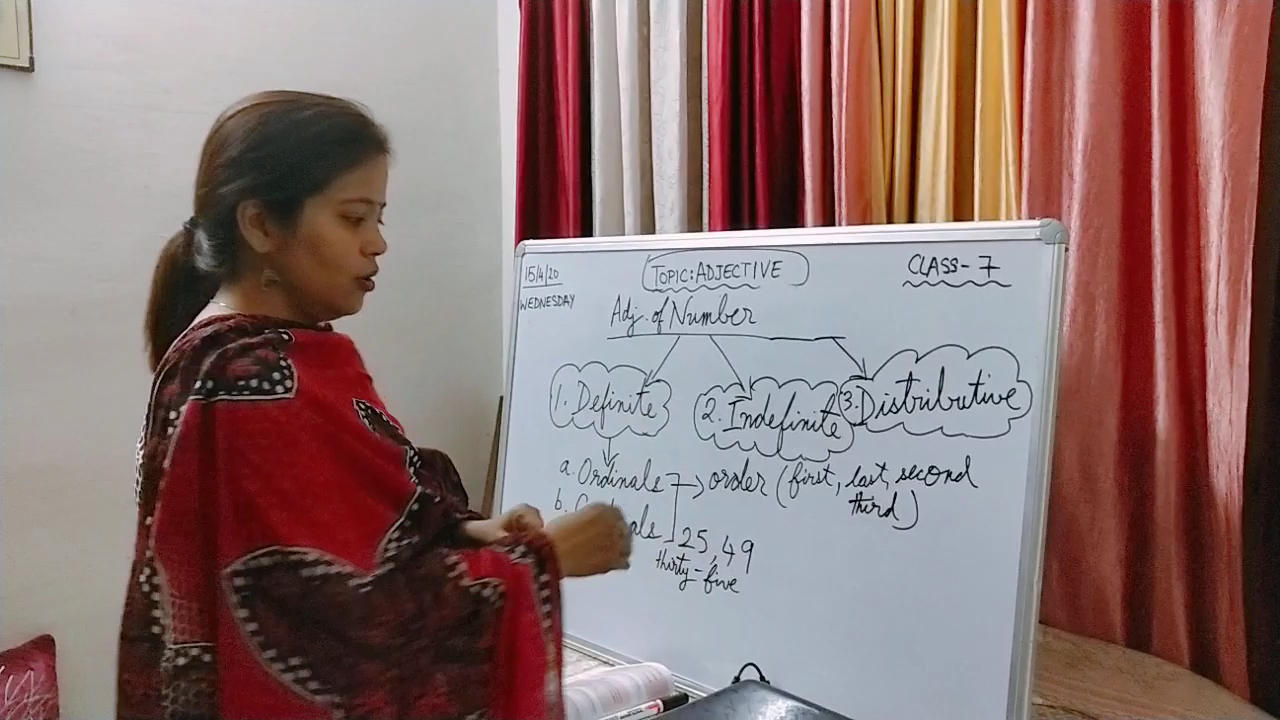 15/4/20
WEDNESDAY
TOPIC: ADJECTIVE
CLASS- 7
Adj. of Number
1. Definite
2. Indefinite
3. Distributive
a. Ordinals → order (first, last, second
third)
b. 25, 49
thirty-five